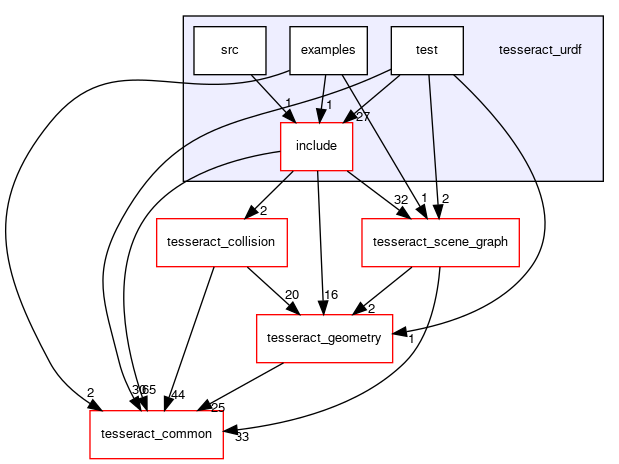 src
examples
test
tesseract_urdf
1
1
27
include
2
32
1
2
tesseract_collision
tesseract_scene_graph
20
16
2
tesseract_geometry
1
2
65
44
25
33
tesseract_common